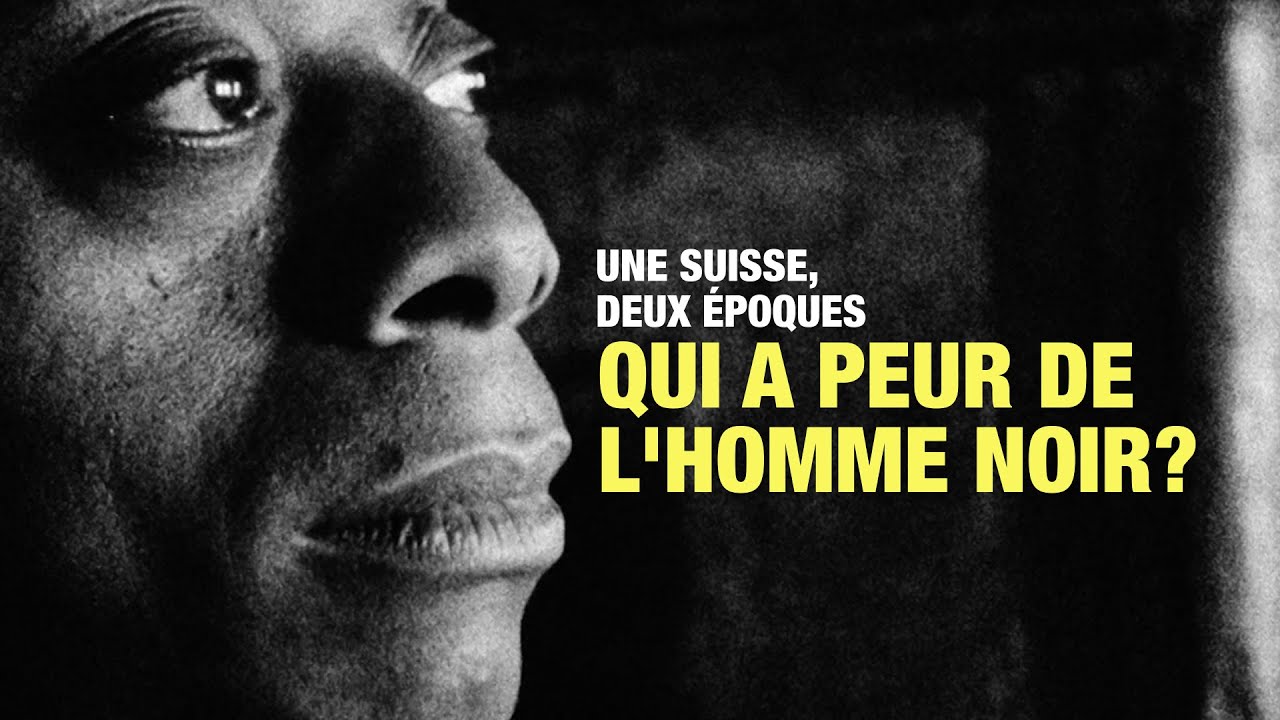 UNE SUISSE,
DEUX ÉPOQUES
QUI A PEUR DE
L'HOMME NOIR?